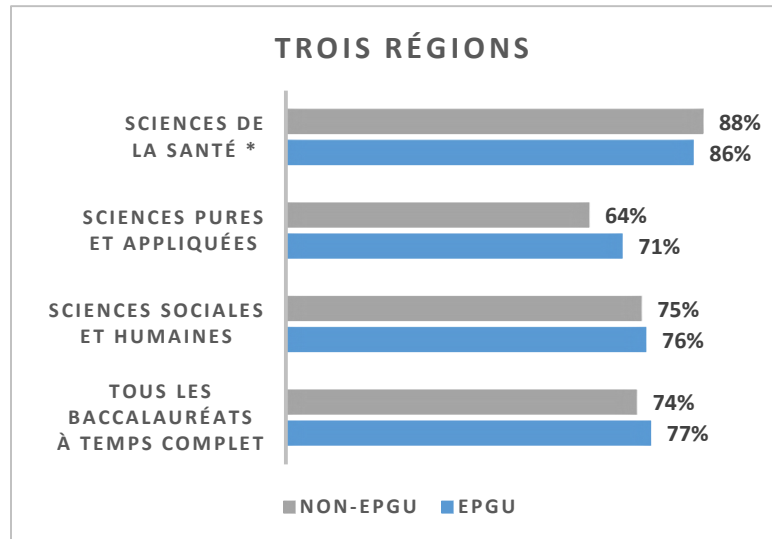 TROIS RÉGIONS
SCIENCES DE
LA SANTÉ *
88%
86%
SCIENCES PURES
ET APPLIQUÉES
64%
71%
SCIENCES SOCIALES
ET HUMAINES
75%
76%
TOUS LES
BACCALAURÉATS
À TEMPS COMPLET
74%
77%
NON-EPGU EPGU